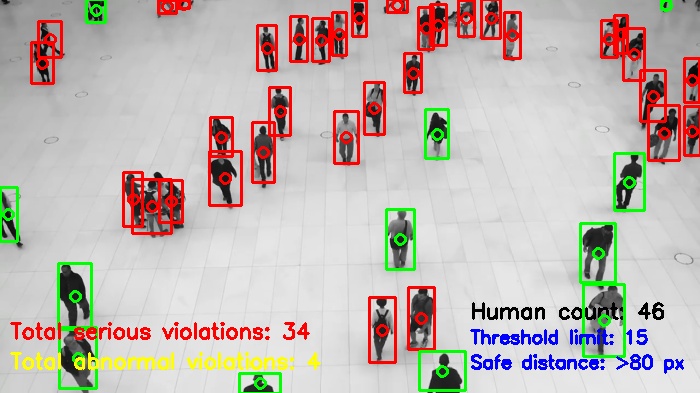 Human count: 46
Total serious violations: 34
Threshold limit: 15
Total abnormal violations: 4
Safe distance: >80 px